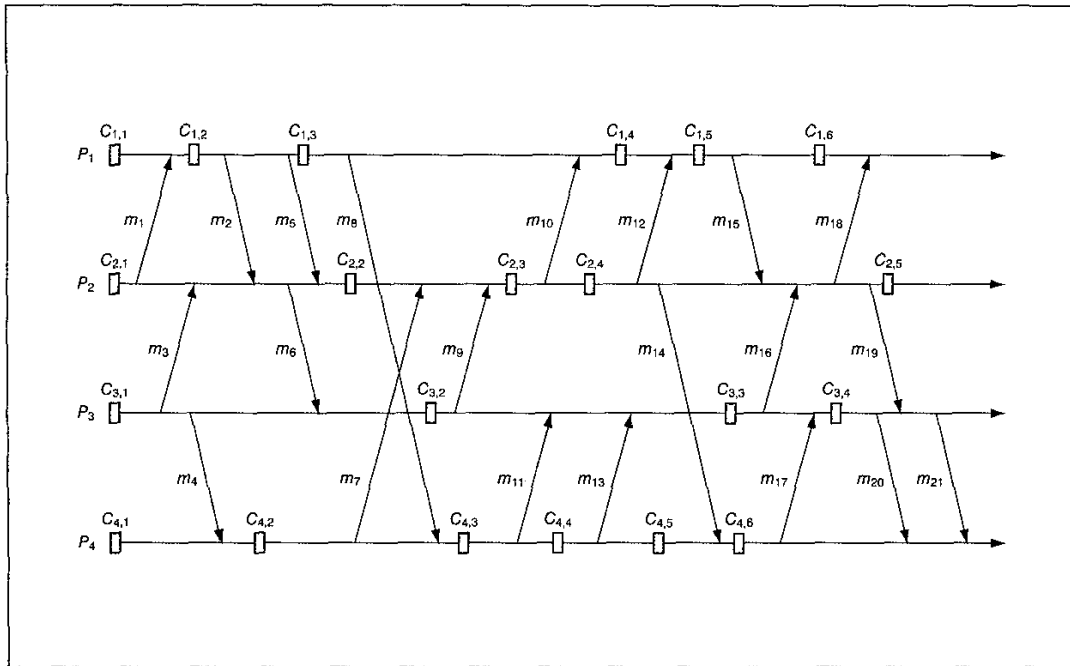 C1,1 C1,2 C1,3 C1,4 C1,5 C1,6
P1
m1 m2 m5 m8 m10 m12 m15 m18
C2,1 C2,2 C2,3 C2,4 C2,5
P2
m3 m6 m9 m14 m16 m19
C3,1 C3,2 C3,3 C3,4
P3
m4 m7 m11 m13 m17 m20 m21
C4,1 C4,2 C4,3 C4,4 C4,5 C4,6
P4